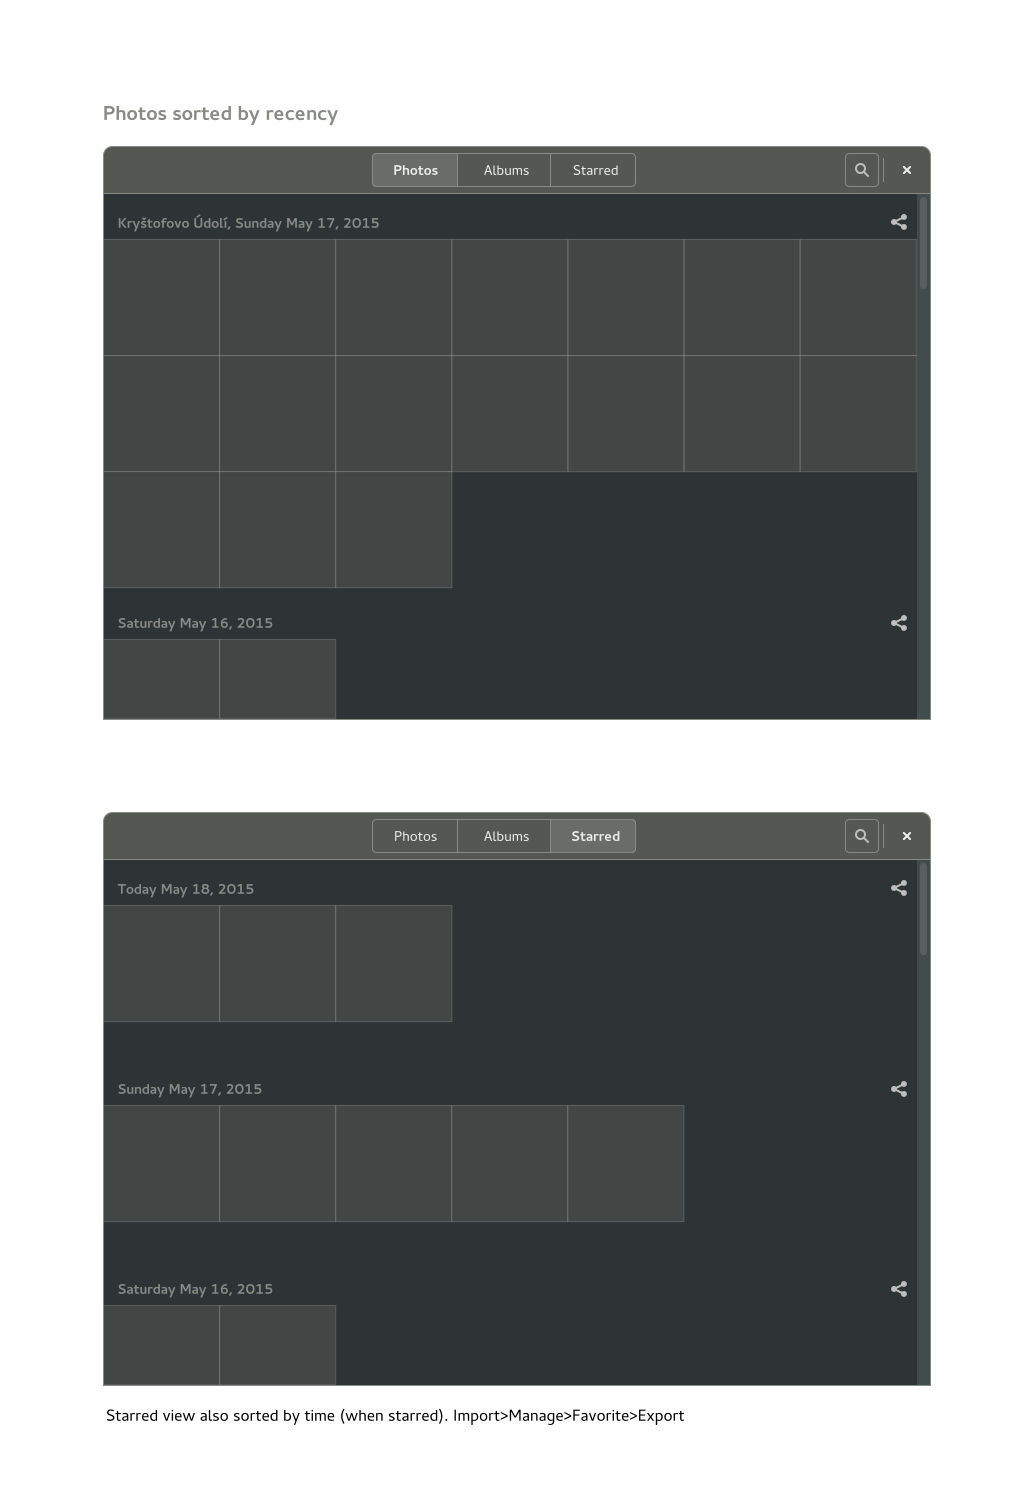 Photos sorted by recency
Photos Albums Starred
Kryštofovo Údolí, Sunday May 17, 2015
Saturday May 16, 2015
Photos Albums Starred
Today May 18, 2015
Sunday May 17, 2015
Saturday May 16, 2015
Starred view also sorted by time (when starred). Import>Manage>Favorite>Export